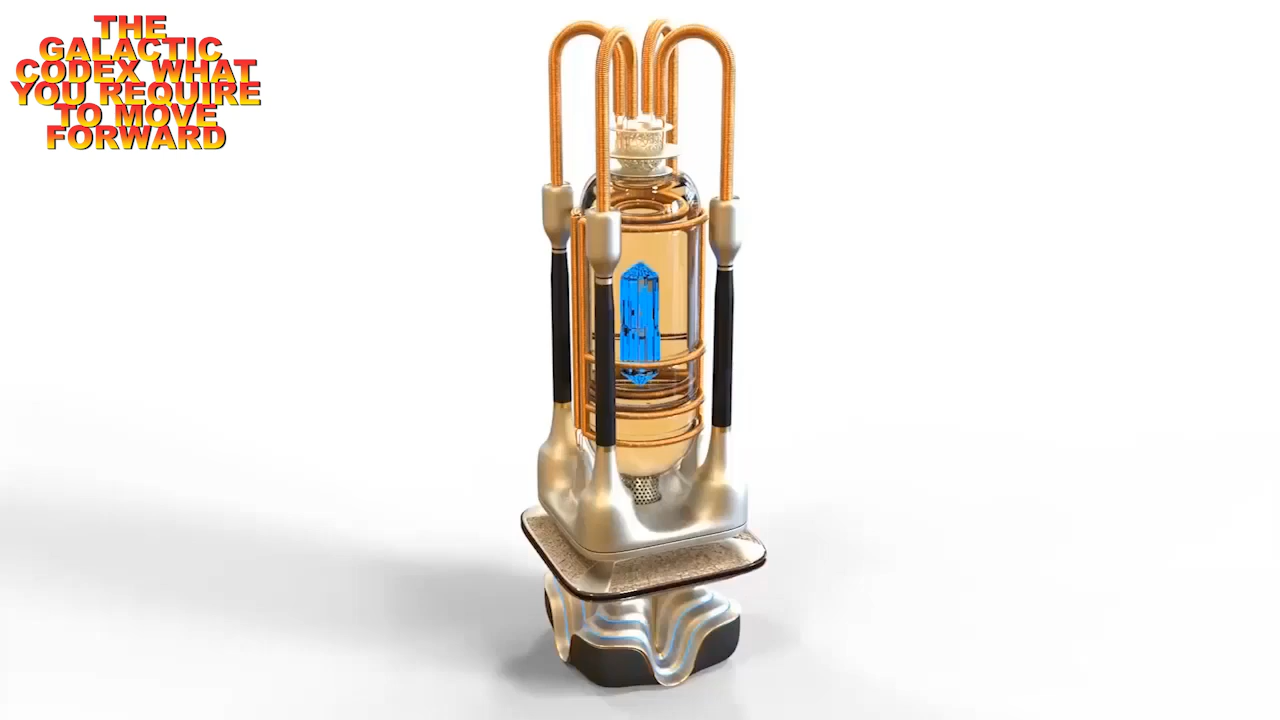 THE
GALACTIC
CODEX WHAT
YOU REQUIRE
TO MOVE
FORWARD